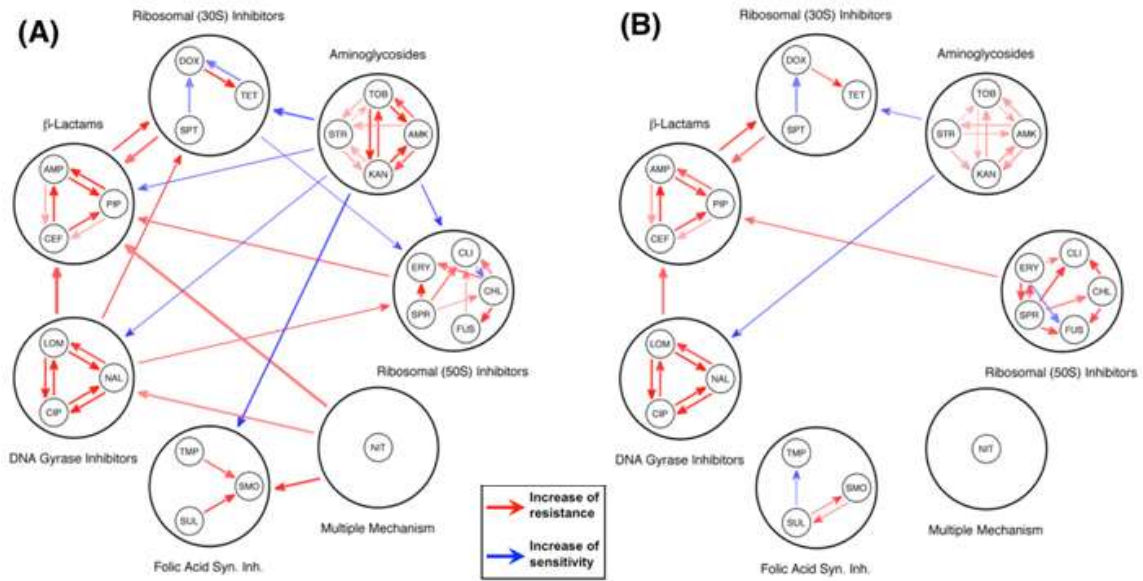 (A)
Ribosomal (30S) Inhibitors
DOX
TET
SPT
Aminoglycosides
TOB
STR
AMK
KAN
β-Lactams
AMP
PIP
CEF
CLI
ERY
CHL
SPR
FUS
Ribosomal (50S) Inhibitors
LOM
NAL
CIP
DNA Gyrase Inhibitors
NIT
Multiple Mechanism
TMP
SMO
SUL
Folic Acid Syn. Inh.
Increase of
resistance
Increase of
sensitivity
(B)
Ribosomal (30S) Inhibitors
DOX
TET
SPT
Aminoglycosides
TOB
STR
AMK
KAN
β-Lactams
AMP
PIP
CEF
CLI
ERY
CHL
SPR
FUS
Ribosomal (50S) Inhibitors
LOM
NAL
CIP
DNA Gyrase Inhibitors
NIT
Multiple Mechanism
TMP
SMO
SUL
Folic Acid Syn. Inh.